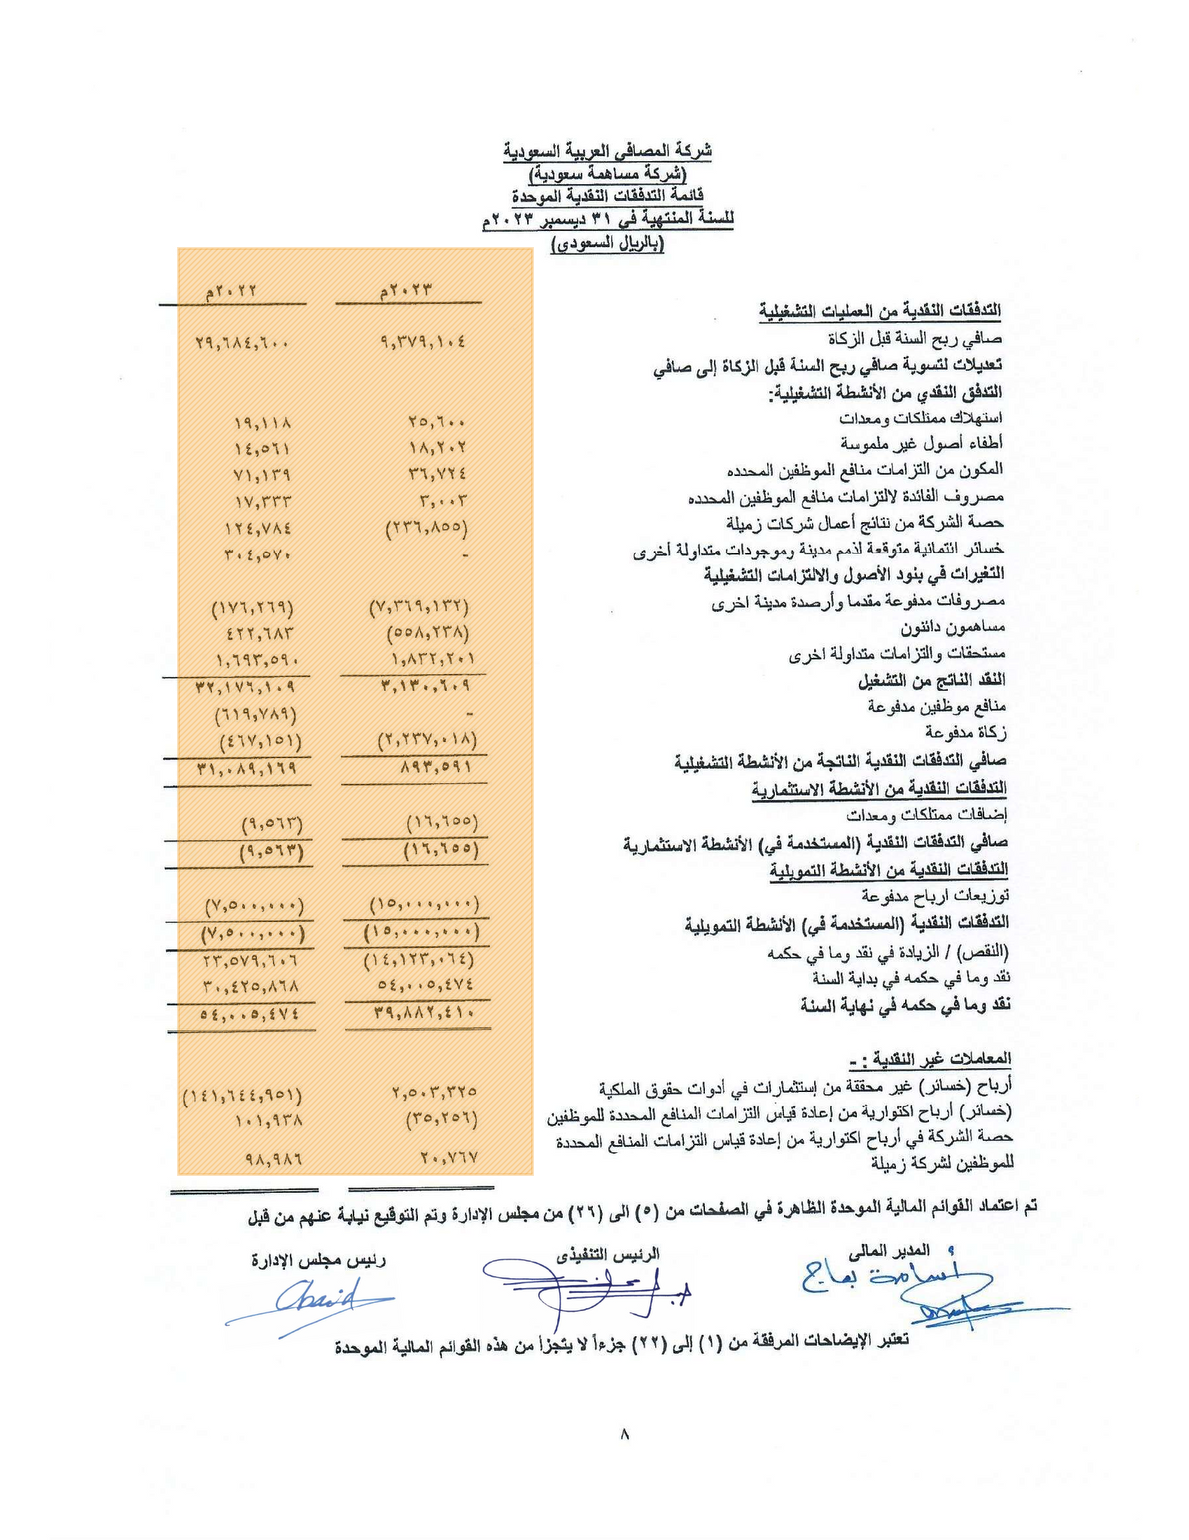 شركة المصافي العربية السعودية
(شركة مساهمة سعودية)
قائمة التدفقات النقدية الموحدة
للسنة المنتهية في ٣١ ديسمبر ٢٠٢٣م
(بالريال السعودي)
٢٠٢٣م ٢٠٢٢م
التدفقات النقدية من العمليات التشغيلية
صافي ربح السنة قبل الزكاة ٩,٣٧٩,١٠٤ ٢٩,٦٨٤,٦٠٠
تعديلات لتسوية صافي ربح السنة قبل الزكاة إلى صافي
التدفق النقدي من الأنشطة التشغيلية:
استهلاك ممتلكات ومعدات ٢٥,٦٠٠ ١٩,١١٨
أطفاء أصول غير ملموسة ١٨,٢٠٢ ١٤,٥٦١
المكون من التزامات منافع الموظفين المحدده ٣٦,٧٢٤ ٧١,١٣٩
مصروف الفائدة لالتزامات منافع الموظفين المحدده ٣,٠٠٣ ١٧,٣٣٣
حصة الشركة من نتائج أعمال شركات زميلة (٢٣٦,٨٥٥) ١٢٤,٧٨٤
خسائر ائتمانية متوقعة لذمم مدينة وموجودات متداولة أخرى - ٣٠٤,٥٧٠
التغيرات في بنود الأصول والالتزامات التشغيلية
مصروفات مدفوعة مقدما وأرصدة مدينة اخرى (٧,٣٦٩,١٣٢) (١٧٦,٢٦٩)
مساهمون دائنون (٥٥٨,٢٣٨) ٤٢٢,٦٨٣
مستحقات والتزامات متداولة اخرى ١,٨٣٢,٢٠١ ١,٦٩٣,٥٩٠
النقد الناتج من التشغيل ٣,١٣٠,٦٠٩ ٣٢,١٧٦,١٠٩
منافع موظفين مدفوعة - (٦١٩,٧٨٩)
زكاة مدفوعة (٢,٢٣٧,٠١٨) (٤٦٧,١٥١)
صافي التدفقات النقدية الناتجة من الأنشطة التشغيلية ٨٩٣,٥٩١ ٣١,٠٨٩,١٦٩
التدفقات النقدية من الأنشطة الاستثمارية
إضافات ممتلكات ومعدات (١٦,٦٥٥) (٩,٥٦٣)
صافي التدفقات النقدية (المستخدمة في) الأنشطة الاستثمارية (١٦,٦٥٥) (٩,٥٦٣)
التدفقات النقدية من الأنشطة التمويلية
توزيعات ارباح مدفوعة (١٥,٠٠٠,٠٠٠) (٧,٥٠٠,٠٠٠)
التدفقات النقدية (المستخدمة في) الأنشطة التمويلية (١٥,٠٠٠,٠٠٠) (٧,٥٠٠,٠٠٠)
(النقص) / الزيادة في نقد وما في حكمه (١٤,١٢٣,٠٦٤) ٢٣,٥٧٩,٦٠٦
نقد وما في حكمه في بداية السنة ٥٤,٠٠٥,٤٧٤ ٣٠,٤٢٥,٨٦٨
نقد وما في حكمه في نهاية السنة ٣٩,٨٨٢,٤١٠ ٥٤,٠٠٥,٤٧٤
المعاملات غير النقدية : -
أرباح (خسائر) غير محققة من إستثمارات في أدوات حقوق الملكية ٢,٥٠٣,٣٢٥ (١٤١,٦٤٤,٩٥١)
(خسائر) أرباح اكتوارية من إعادة قياس التزامات المنافع المحددة للموظفين (٣٥,٢٥٦) ١٠١,٩٣٨
حصة الشركة في أرباح اكتوارية من إعادة قياس التزامات المنافع المحددة
للموظفين لشركة زميلة ٢٠,٧٦٧ ٩٨,٩٨٦
تم اعتماد القوائم المالية الموحدة الظاهرة في الصفحات من (٥) الى (٢٦) من مجلس الإدارة وتم التوقيع نيابة عنهم من قبل
المدير المالى الرئيس التنفيذى رئيس مجلس الإدارة
أسامة بعاج Obaid
تعتبر الإيضاحات المرفقة من (١) إلى (٢٢) جزءاً لا يتجزأ من هذه القوائم المالية الموحدة
٨